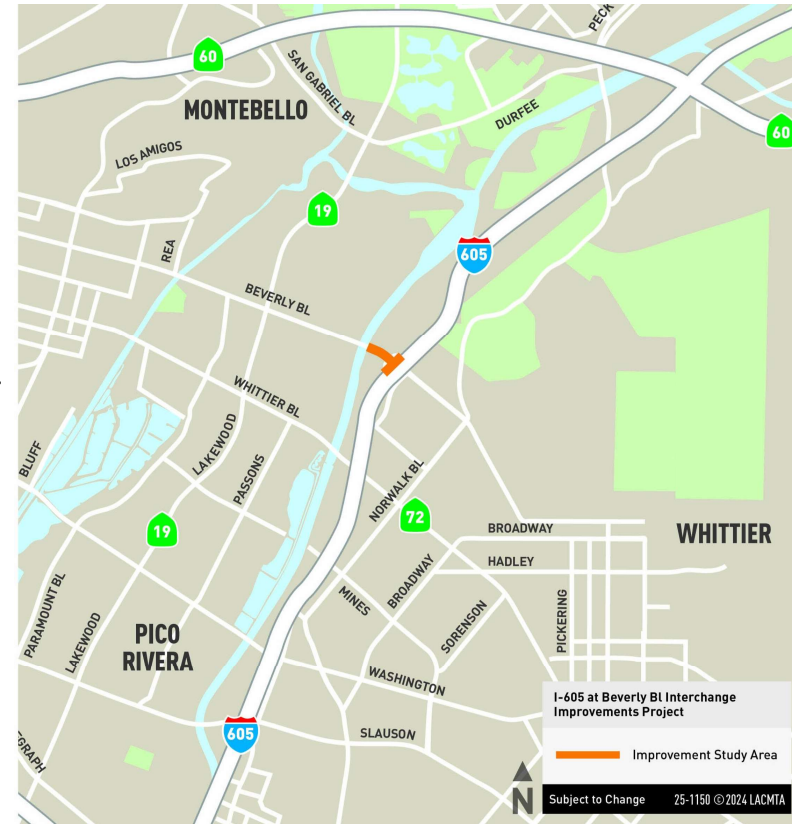 PECK
60
SAN GABRIEL BL
MONTEBELLO
DURFEE
60
LOS AMIGOS
19
REA
605
BEVERLY BL
WHITTIER BL
LAKEWOOD
BLUFF
PASSONS
NORWALK BL
19
72
BROADWAY
WHITTIER
HADLEY
PARAMOUNT BL
LAKEWOOD
MINES
BROADWAY
SORENSON
PICKERING
PICO
RIVERA
WASHINGTON
605
SLAUSON
EGRAPH
I-605 at Beverly Bl Interchange
Improvements Project
Improvement Study Area
N
Subject to Change 25-1150 ©2024 LACMTA